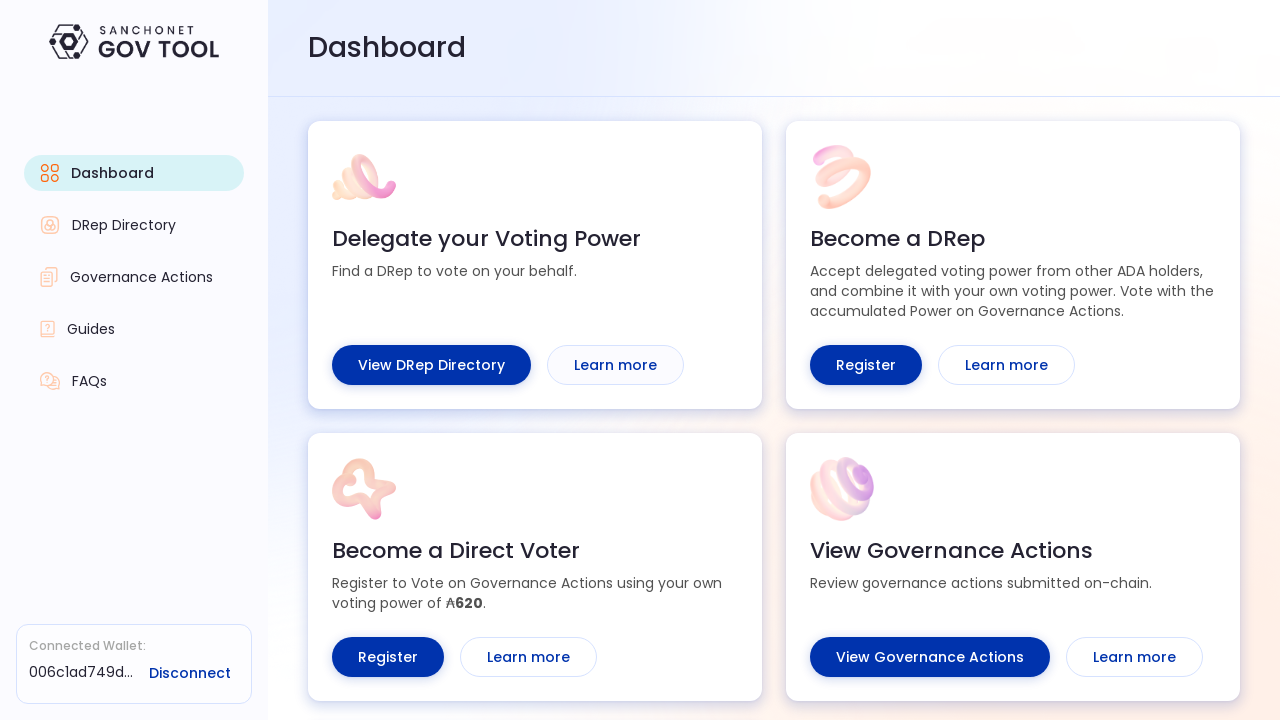 SANCHONET
GOV TOOL
Dashboard
DRep Directory
Governance Actions
Guides
FAQs
Connected Wallet:
006c1ad749d...
Disconnect
Dashboard
Delegate your Voting Power
Find a DRep to vote on your behalf.
View DRep Directory
Learn more
Become a DRep
Accept delegated voting power from other ADA holders,
and combine it with your own voting power. Vote with the
accumulated Power on Governance Actions.
Register
Learn more
Become a Direct Voter
Register to Vote on Governance Actions using your own
voting power of ₳620.
Register
Learn more
View Governance Actions
Review governance actions submitted on-chain.
View Governance Actions
Learn more